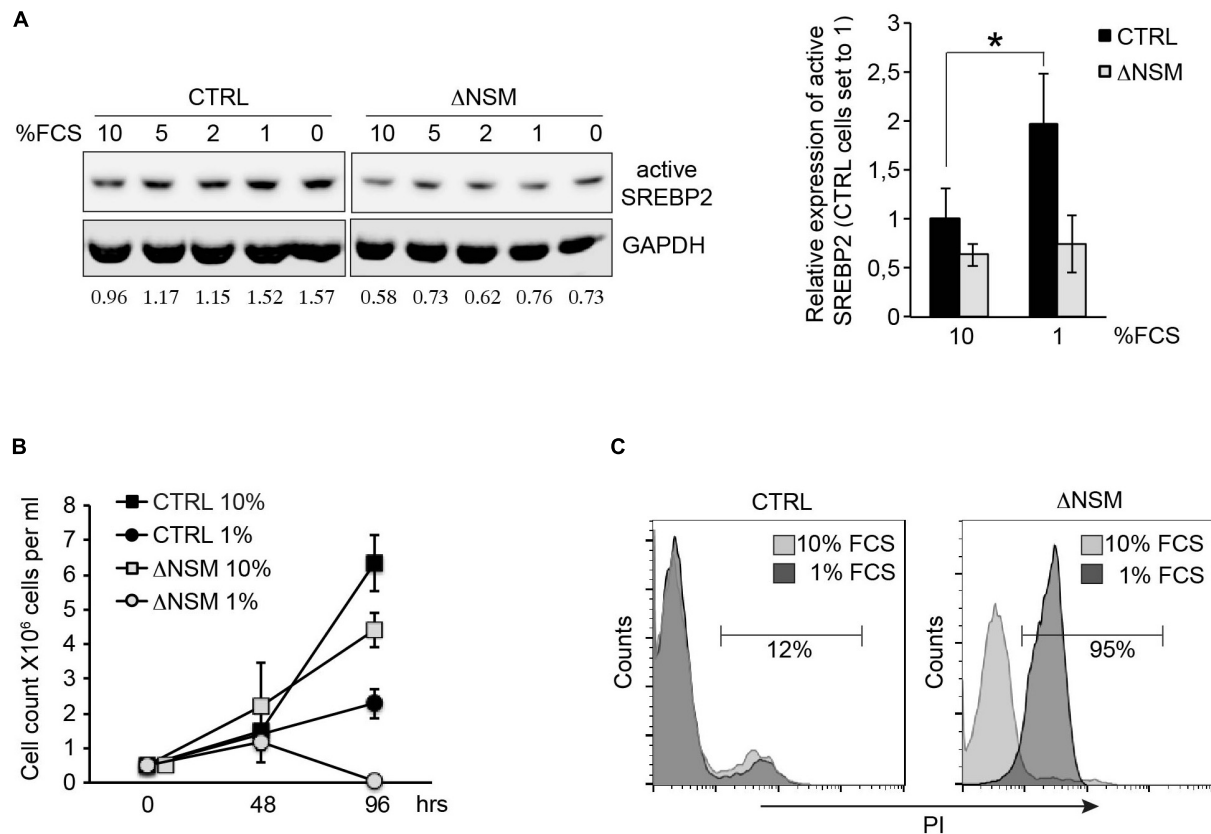 A
CTRL ΔNSM
%FCS 10 5 2 1 0 10 5 2 1 0
active
SREBP2
GAPDH
0.96 1.17 1.15 1.52 1.57 0.58 0.73 0.62 0.76 0.73
Relative expression of active
SREBP2 (CTRL cells set to 1)
3
2,5
2
1,5
1
0,5
0
*
CTRL
ΔNSM
10 1 %FCS
B
Cell count X10⁶ cells per ml
8
7
6
5
4
3
2
1
0
CTRL 10%
CTRL 1%
ΔNSM 10%
ΔNSM 1%
0 48 96 hrs
C
CTRL
Counts
10% FCS
1% FCS
12%
ΔNSM
Counts
10% FCS
1% FCS
95%
PI